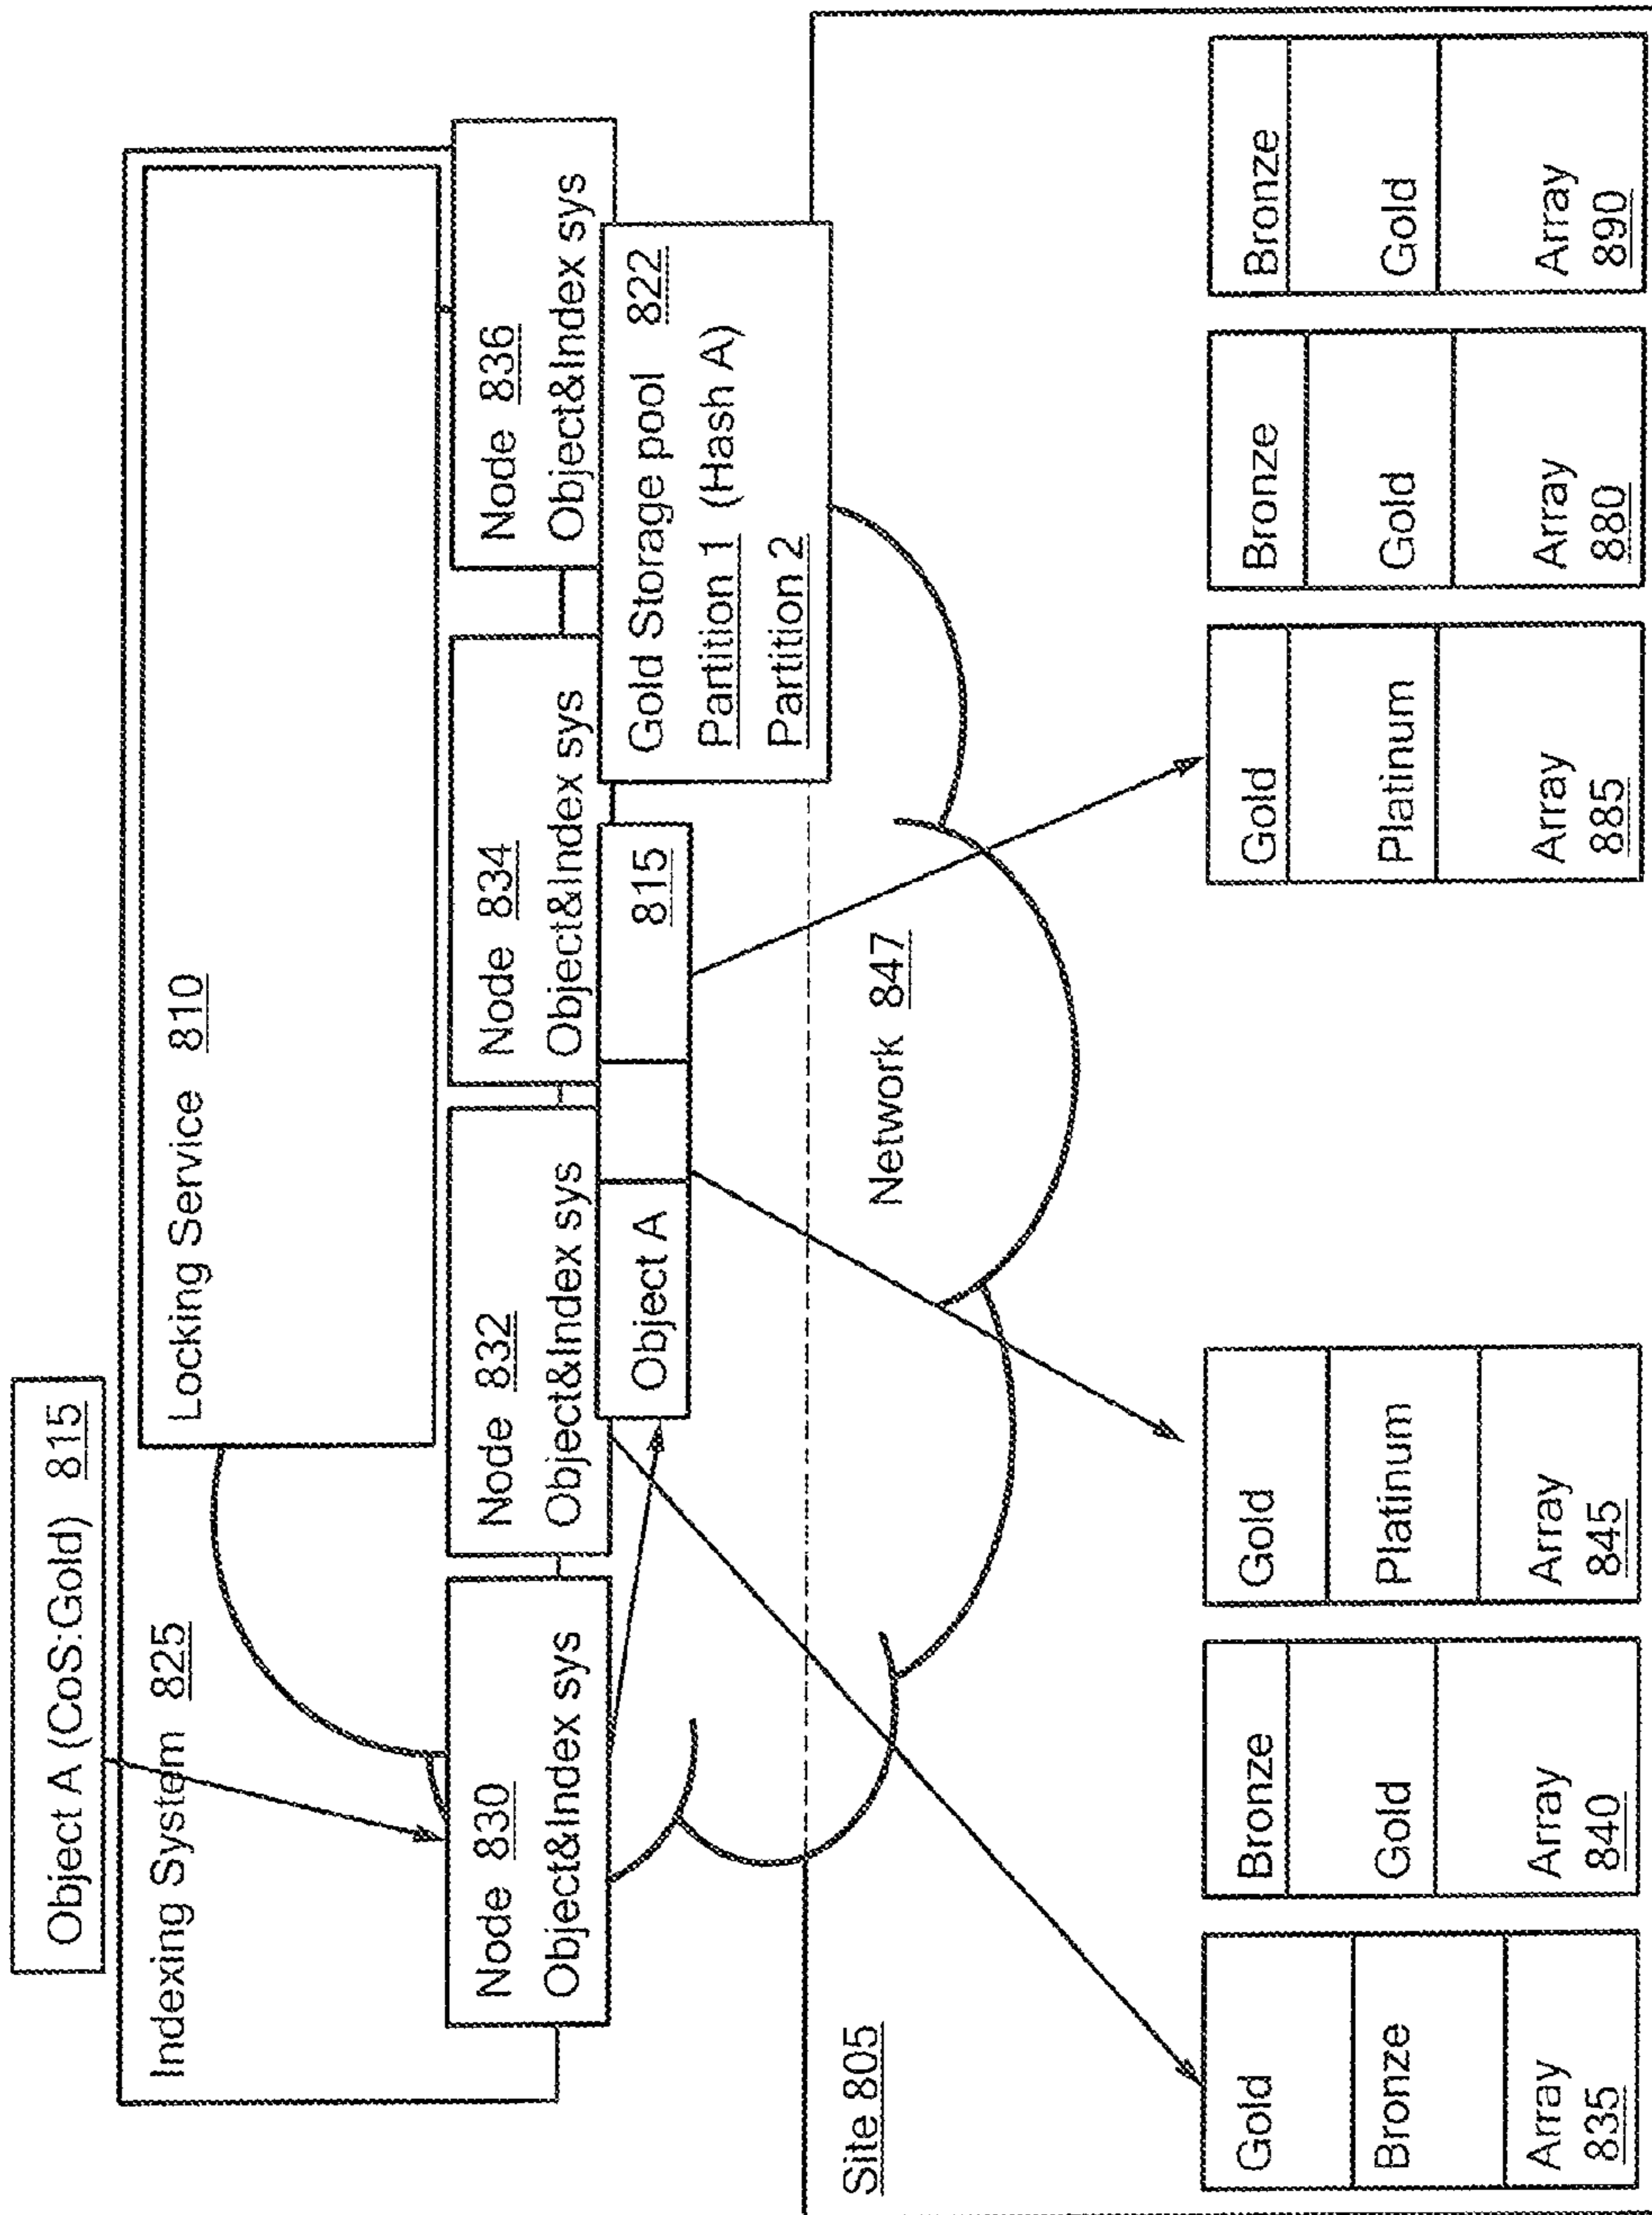 Object A (CoS:Gold) 815
Indexing System 825
Locking Service 810
Node 830
Object&Index sys
Node 832
Object&Index sys
Node 834
Object&Index sys
Node 836
Object&Index sys
Object A
815
Gold Storage pool 822
Partition 1 (Hash A)
Partition 2
Network 847
Site 805
Gold
Bronze
Array
835
Bronze
Gold
Array
840
Gold
Platinum
Array
845
Gold
Platinum
Array
885
Bronze
Gold
Array
880
Bronze
Gold
Array
890